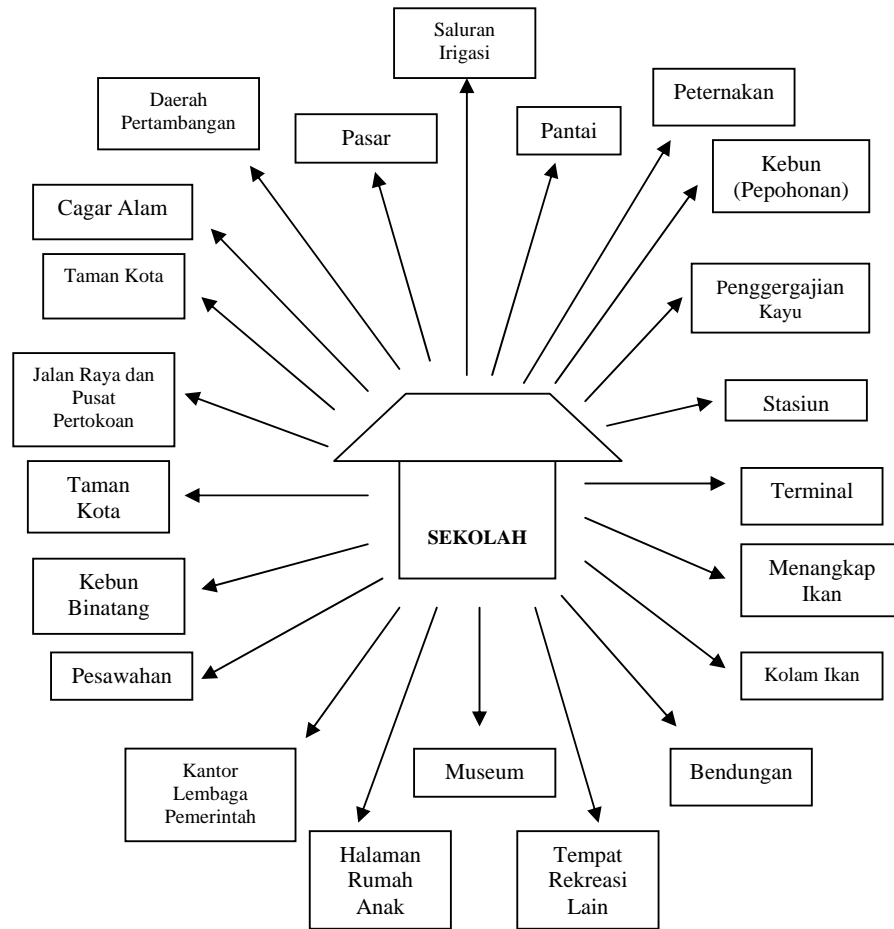 Saluran
Irigasi
Daerah
Pertambangan
Pasar
Pantai
Peternakan
Kebun
(Pepohonan)
Cagar Alam
Taman Kota
Penggergajian
Kayu
Jalan Raya dan
Pusat
Pertokoan
Stasiun
Taman
Kota
Terminal
SEKOLAH
Menangkap
Ikan
Kebun
Binatang
Pesawahan
Kolam Ikan
Kantor
Lembaga
Pemerintah
Museum
Bendungan
Halaman
Rumah
Anak
Tempat
Rekreasi
Lain